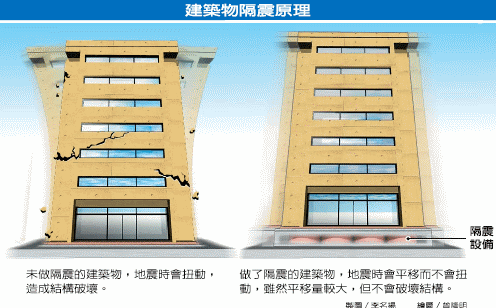 建築物隔震原理
隔震
設備
未做隔震的建築物，地震時會扭動，
造成結構破壞。
做了隔震的建築物，地震時會平移而不會扭
動，雖然平移量較大，但不會破壞結構。